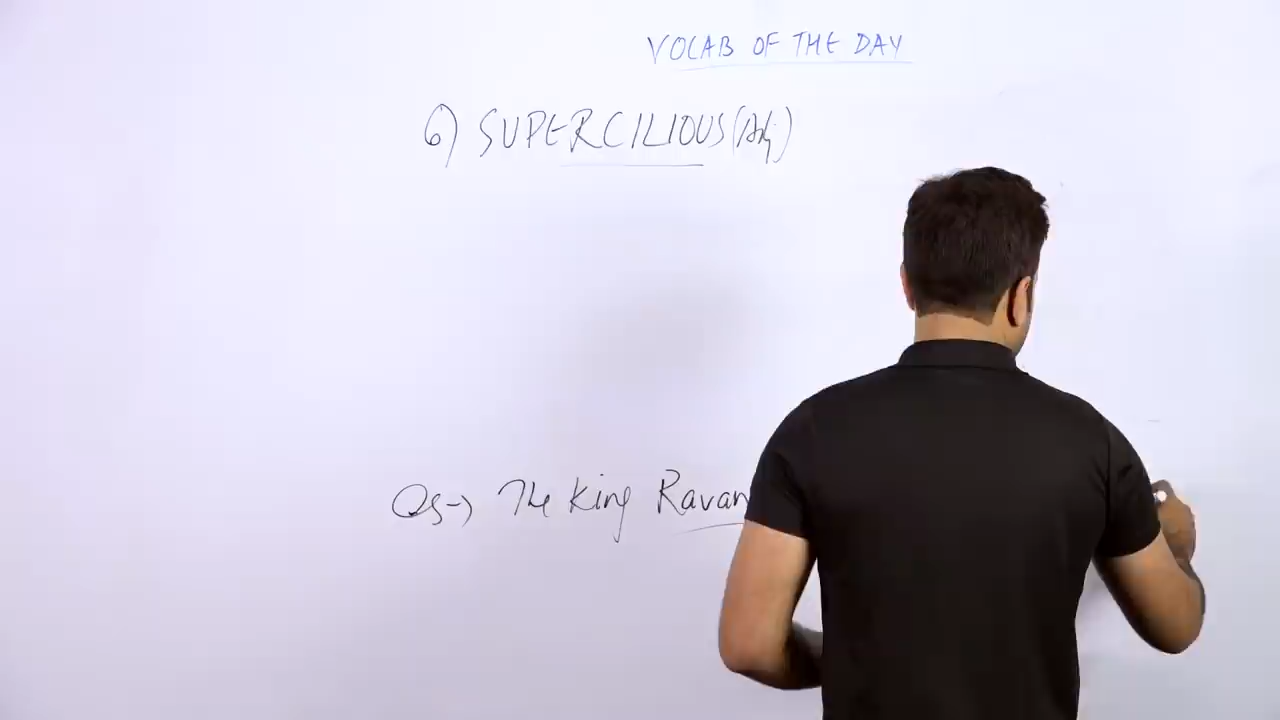 VOCAB OF THE DAY
6) SUPERCILIOUS (Adj)
Qs → The King Ravan